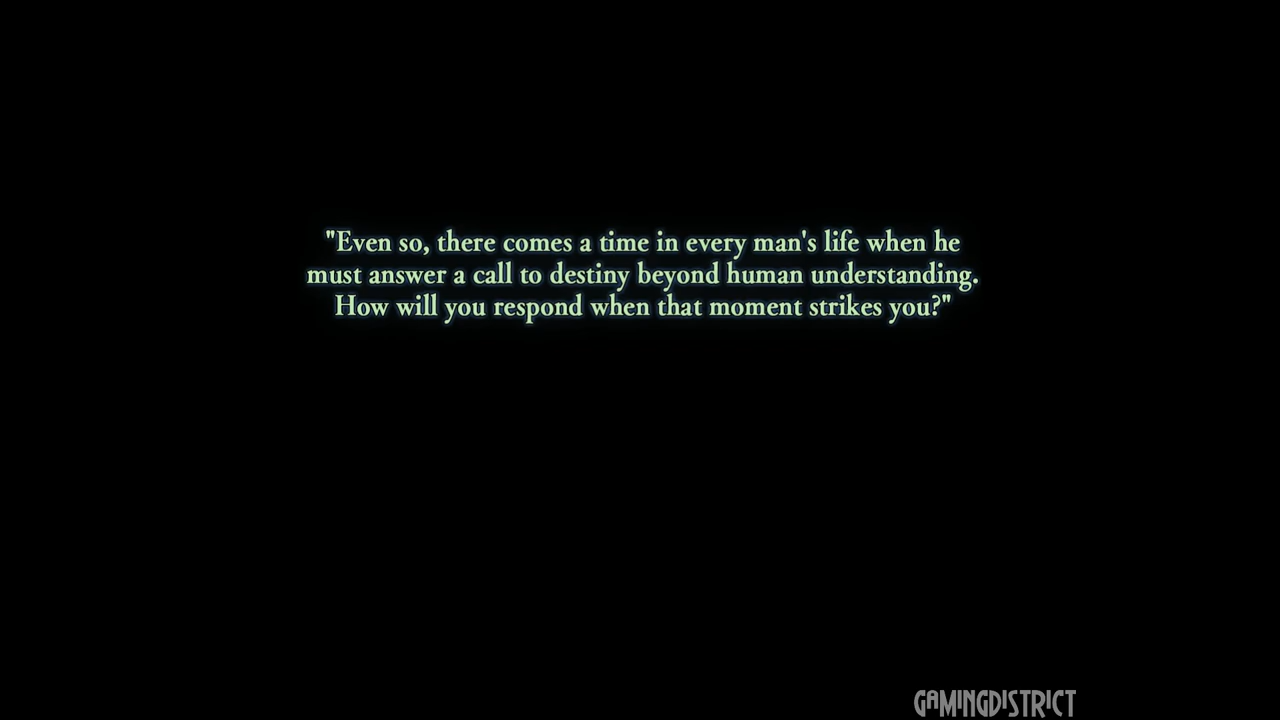 "Even so, there comes a time in every man's life when he
must answer a call to destiny beyond human understanding.
How will you respond when that moment strikes you?"
GAMINGDISTRICT